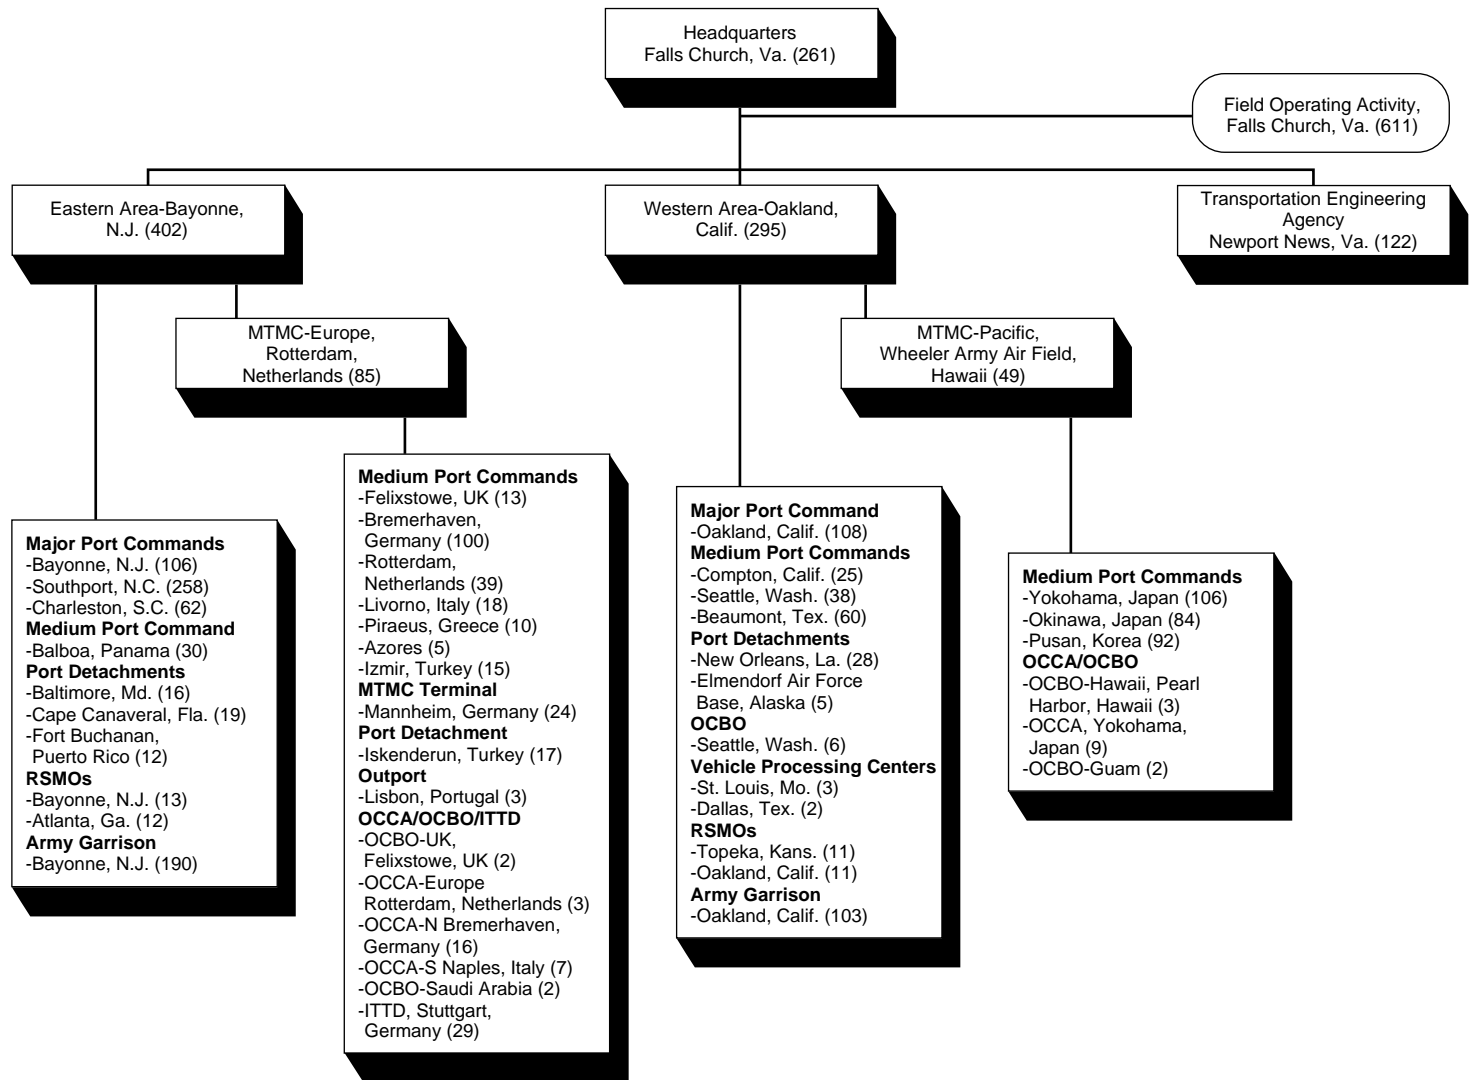 Headquarters
Falls Church, Va. (261)
Field Operating Activity,
Falls Church, Va. (611)
Eastern Area-Bayonne,
N.J. (402)
Western Area-Oakland,
Calif. (295)
Transportation Engineering
Agency
Newport News, Va. (122)
MTMC-Europe,
Rotterdam,
Netherlands (85)
MTMC-Pacific,
Wheeler Army Air Field,
Hawaii (49)
Major Port Commands
-Bayonne, N.J. (106)
-Southport, N.C. (258)
-Charleston, S.C. (62)
Medium Port Command
-Balboa, Panama (30)
Port Detachments
-Baltimore, Md. (16)
-Cape Canaveral, Fla. (19)
-Fort Buchanan,
Puerto Rico (12)
RSMOs
-Bayonne, N.J. (13)
-Atlanta, Ga. (12)
Army Garrison
-Bayonne, N.J. (190)
Medium Port Commands
-Felixstowe, UK (13)
-Bremerhaven,
Germany (100)
-Rotterdam,
Netherlands (39)
-Livorno, Italy (18)
-Piraeus, Greece (10)
-Azores (5)
-Izmir, Turkey (15)
MTMC Terminal
-Mannheim, Germany (24)
Port Detachment
-Iskenderun, Turkey (17)
Outport
-Lisbon, Portugal (3)
OCCA/OCBO/ITTD
-OCBO-UK,
Felixstowe, UK (2)
-OCCA-Europe
Rotterdam, Netherlands (3)
-OCCA-N Bremerhaven,
Germany (16)
-OCCA-S Naples, Italy (7)
-OCBO-Saudi Arabia (2)
-ITTD, Stuttgart,
Germany (29)
Major Port Command
-Oakland, Calif. (108)
Medium Port Commands
-Compton, Calif. (25)
-Seattle, Wash. (38)
-Beaumont, Tex. (60)
Port Detachments
-New Orleans, La. (28)
-Elmendorf Air Force
Base, Alaska (5)
OCBO
-Seattle, Wash. (6)
Vehicle Processing Centers
-St. Louis, Mo. (3)
-Dallas, Tex. (2)
RSMOs
-Topeka, Kans. (11)
-Oakland, Calif. (11)
Army Garrison
-Oakland, Calif. (103)
Medium Port Commands
-Yokohama, Japan (106)
-Okinawa, Japan (84)
-Pusan, Korea (92)
OCCA/OCBO
-OCBO-Hawaii, Pearl
Harbor, Hawaii (3)
-OCCA, Yokohama,
Japan (9)
-OCBO-Guam (2)